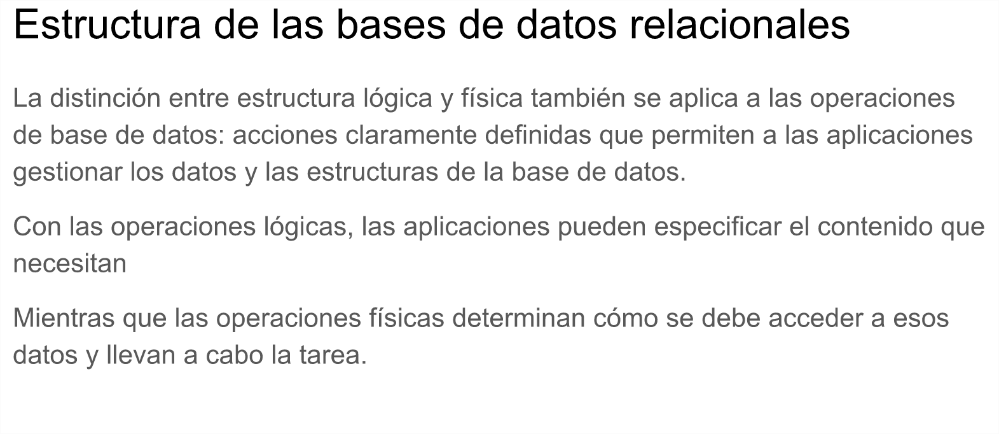 Estructura de las bases de datos relacionales
La distinción entre estructura lógica y física también se aplica a las operaciones
de base de datos: acciones claramente definidas que permiten a las aplicaciones
gestionar los datos y las estructuras de la base de datos.
Con las operaciones lógicas, las aplicaciones pueden especificar el contenido que
necesitan
Mientras que las operaciones físicas determinan cómo se debe acceder a esos
datos y llevan a cabo la tarea.